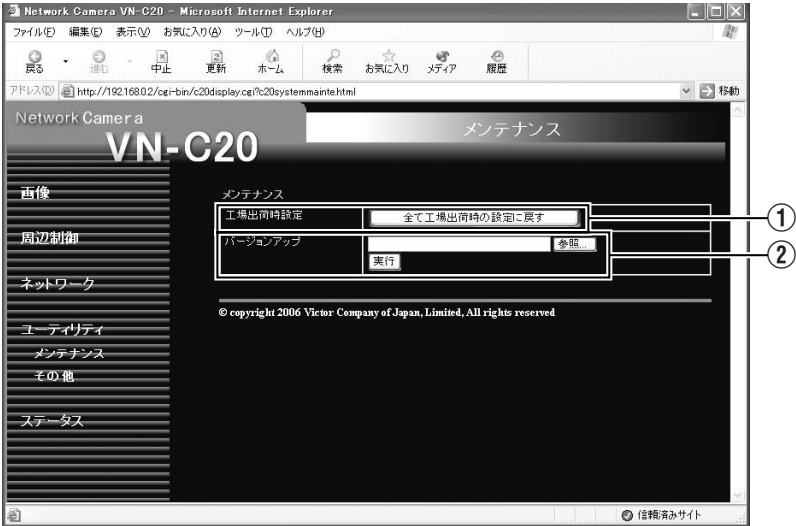 Network Camera VN-C20 - Microsoft Internet Explorer
ファイル(F) 編集(E) 表示(V) お気に入り(A) ツール(T) ヘルプ(H)
戻る 進む 中止 更新 ホーム 検索 お気に入り メディア 履歴
アドレス(D) http://192.168.0.2/cgi-bin/c20display.cgi?c20systemmainte.html 移動
Network Camera
VN-C20
メンテナンス
画像
周辺制御
ネットワーク
ユーティリティ
メンテナンス
その他
ステータス
メンテナンス
工場出荷時設定 全て工場出荷時の設定に戻す ①
バージョンアップ 参照... ②
実行
© copyright 2006 Victor Company of Japan, Limited, All rights reserved
信頼済みサイト